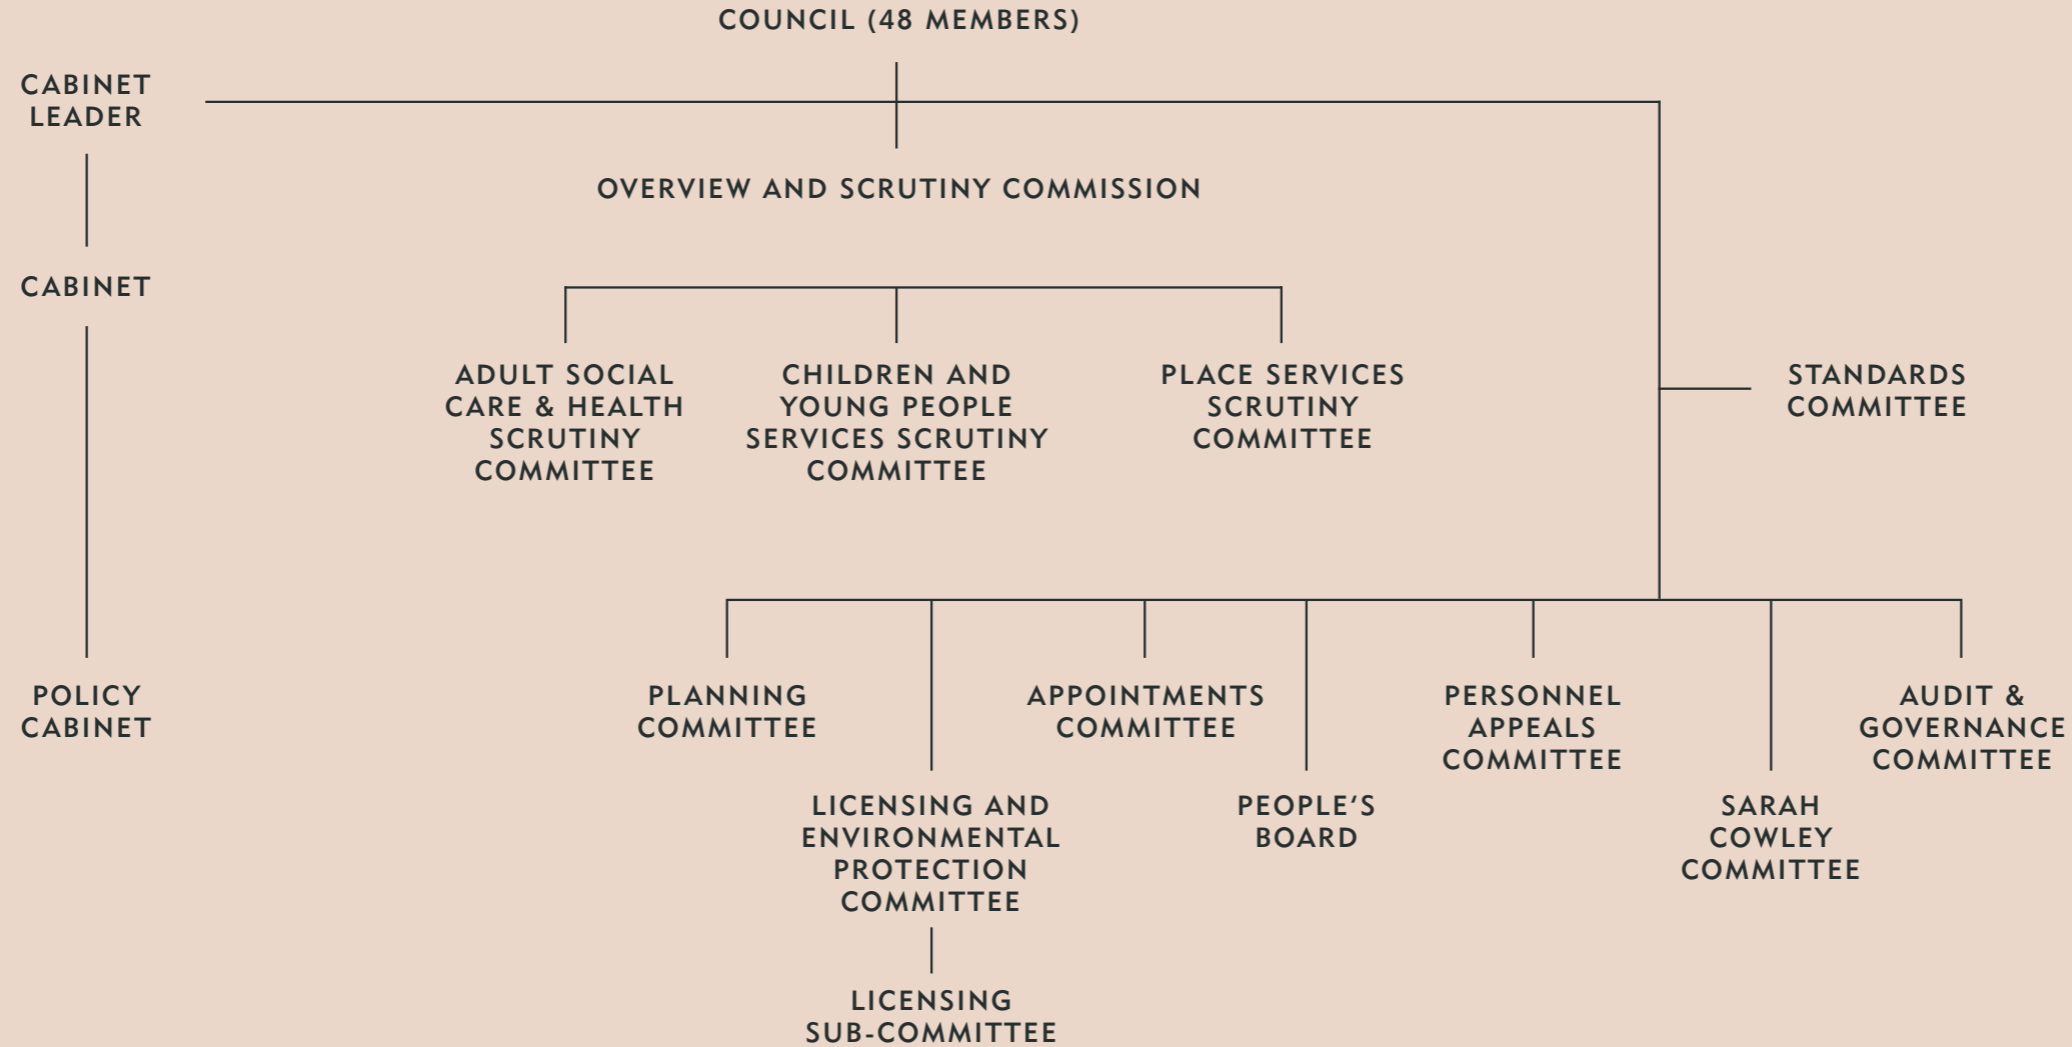 COUNCIL (48 MEMBERS)
CABINET
LEADER
OVERVIEW AND SCRUTINY COMMISSION
CABINET
ADULT SOCIAL
CARE & HEALTH
SCRUTINY
COMMITTEE
CHILDREN AND
YOUNG PEOPLE
SERVICES SCRUTINY
COMMITTEE
PLACE SERVICES
SCRUTINY
COMMITTEE
STANDARDS
COMMITTEE
POLICY
CABINET
PLANNING
COMMITTEE
LICENSING AND
ENVIRONMENTAL
PROTECTION
COMMITTEE
LICENSING
SUB-COMMITTEE
APPOINTMENTS
COMMITTEE
PEOPLE’S
BOARD
PERSONNEL
APPEALS
COMMITTEE
SARAH
COWLEY
COMMITTEE
AUDIT &
GOVERNANCE
COMMITTEE